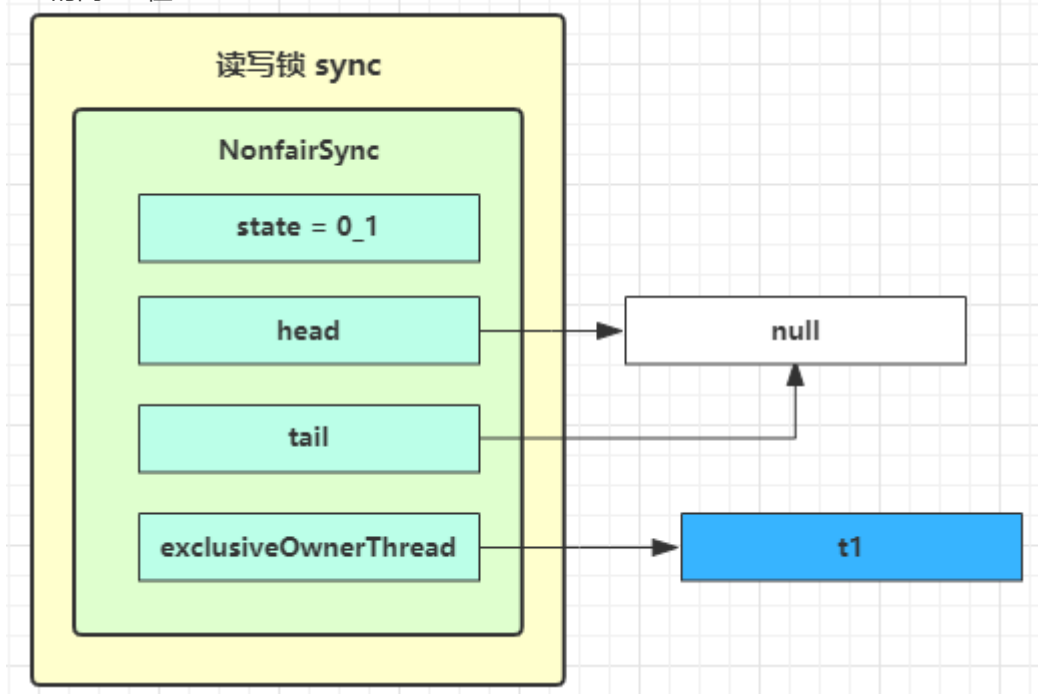 读写锁 sync
NonfairSync
state = 0_1
head
null
tail
exclusiveOwnerThread
t1